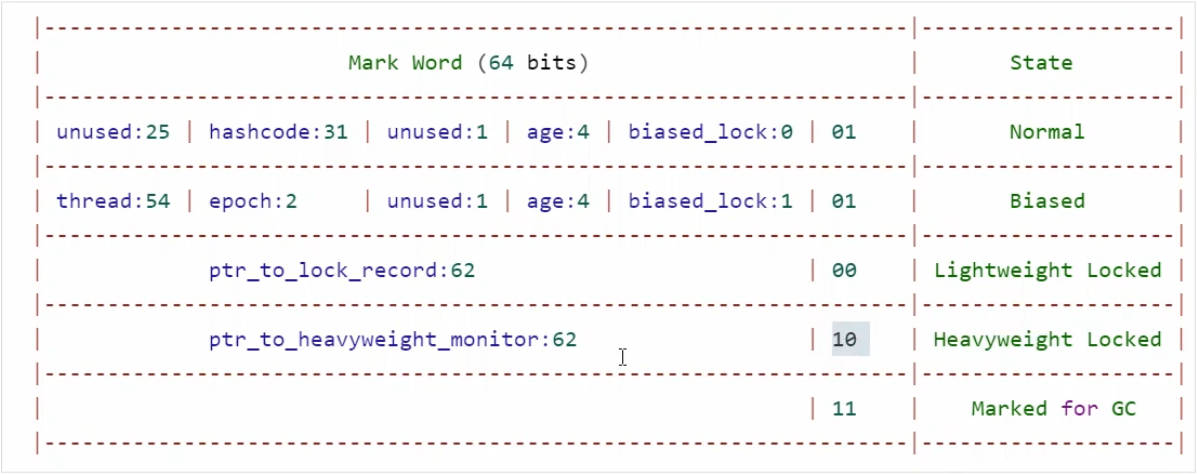 |--------------------------------------------------------------------|--------------------|
| Mark Word (64 bits) | State |
|--------------------------------------------------------------------|--------------------|
| unused:25 | hashcode:31 | unused:1 | age:4 | biased_lock:0 | 01 | Normal |
|--------------------------------------------------------------------|--------------------|
| thread:54 | epoch:2 | unused:1 | age:4 | biased_lock:1 | 01 | Biased |
|--------------------------------------------------------------------|--------------------|
| ptr_to_lock_record:62 | 00 | Lightweight Locked |
|--------------------------------------------------------------------|--------------------|
| ptr_to_heavyweight_monitor:62 | 10 | Heavyweight Locked |
|--------------------------------------------------------------------|--------------------|
| | 11 | Marked for GC |
|--------------------------------------------------------------------|--------------------|